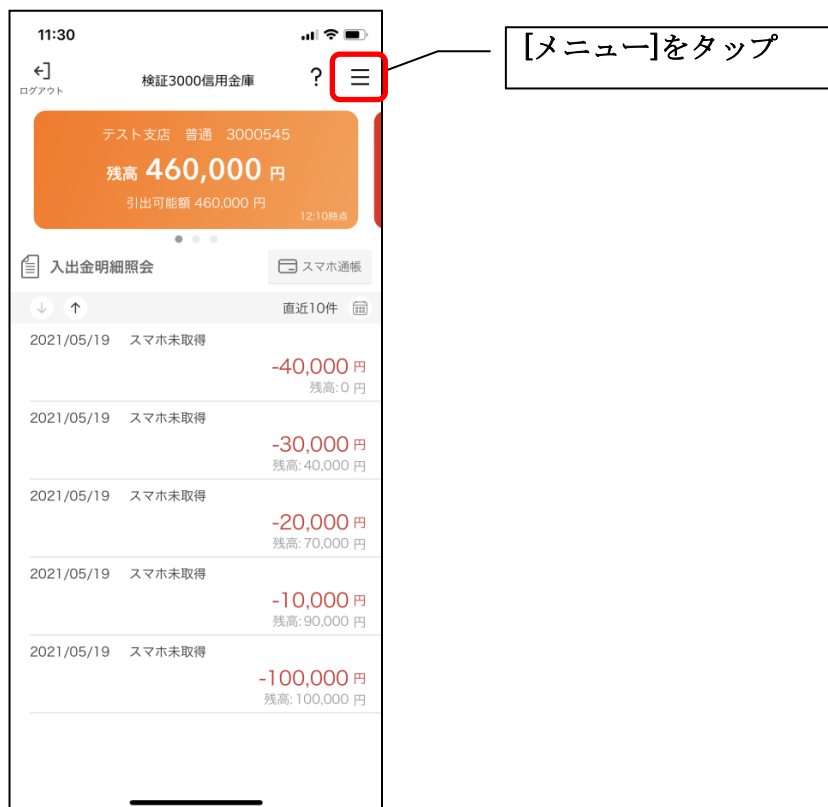 11:30
[メニュー]をタップ
ログアウト
検証3000信用金庫
?
テスト支店 普通 3000545
残高 460,000 円
引出可能額 460,000 円
12:10時点
入出金明細照会
スマホ通帳
直近10件
2021/05/19 スマホ未取得
-40,000 円
残高: 0 円
2021/05/19 スマホ未取得
-30,000 円
残高: 40,000 円
2021/05/19 スマホ未取得
-20,000 円
残高: 70,000 円
2021/05/19 スマホ未取得
-10,000 円
残高: 90,000 円
2021/05/19 スマホ未取得
-100,000 円
残高: 100,000 円